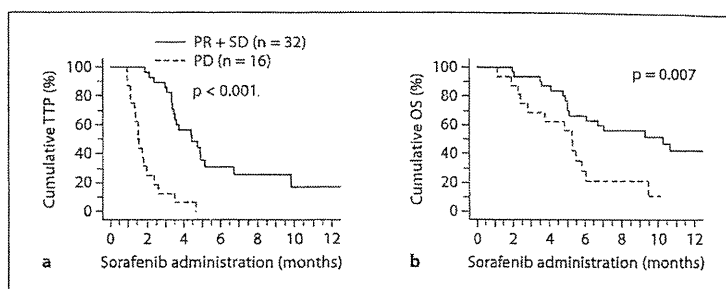 PR + SD (n = 32)
PD (n = 16)
p < 0.001.
Cumulative TTP (%)
100
80
60
40
20
0
0 2 4 6 8 10 12
a Sorafenib administration (months)
p = 0.007
Cumulative OS (%)
100
80
60
40
20
0
0 2 4 6 8 10 12
b Sorafenib administration (months)